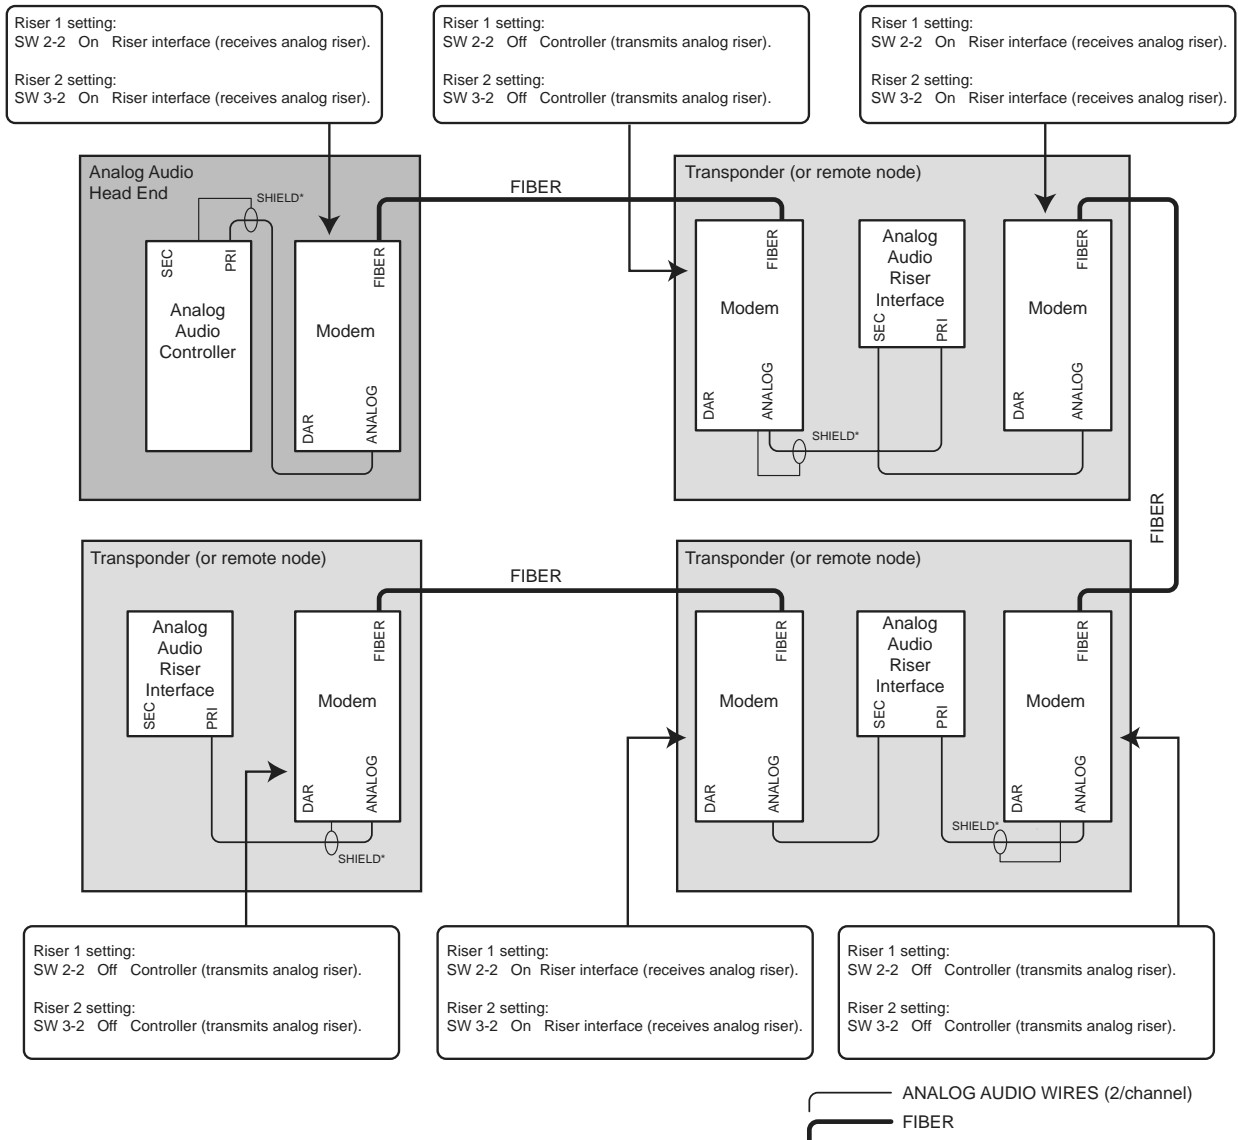 Riser 1 setting:
SW 2-2 On Riser interface (receives analog riser).
Riser 2 setting:
SW 3-2 On Riser interface (receives analog riser).
Riser 1 setting:
SW 2-2 Off Controller (transmits analog riser).
Riser 2 setting:
SW 3-2 Off Controller (transmits analog riser).
Riser 1 setting:
SW 2-2 On Riser interface (receives analog riser).
Riser 2 setting:
SW 3-2 On Riser interface (receives analog riser).
Analog Audio
Head End
SHIELD*
SEC
PRI
Analog
Audio
Controller
FIBER
Modem
DAR
ANALOG
FIBER
Transponder (or remote node)
FIBER
Modem
DAR
ANALOG
SHIELD*
Analog
Audio
Riser
Interface
SEC
PRI
FIBER
Modem
DAR
ANALOG
FIBER
Transponder (or remote node)
Analog
Audio
Riser
Interface
SEC
PRI
FIBER
Modem
DAR
ANALOG
SHIELD*
FIBER
Transponder (or remote node)
FIBER
Modem
DAR
ANALOG
Analog
Audio
Riser
Interface
SEC
PRI
SHIELD*
FIBER
Modem
DAR
ANALOG
Riser 1 setting:
SW 2-2 Off Controller (transmits analog riser).
Riser 2 setting:
SW 3-2 Off Controller (transmits analog riser).
Riser 1 setting:
SW 2-2 On Riser interface (receives analog riser).
Riser 2 setting:
SW 3-2 On Riser interface (receives analog riser).
Riser 1 setting:
SW 2-2 Off Controller (transmits analog riser).
Riser 2 setting:
SW 3-2 Off Controller (transmits analog riser).
ANALOG AUDIO WIRES (2/channel)
FIBER